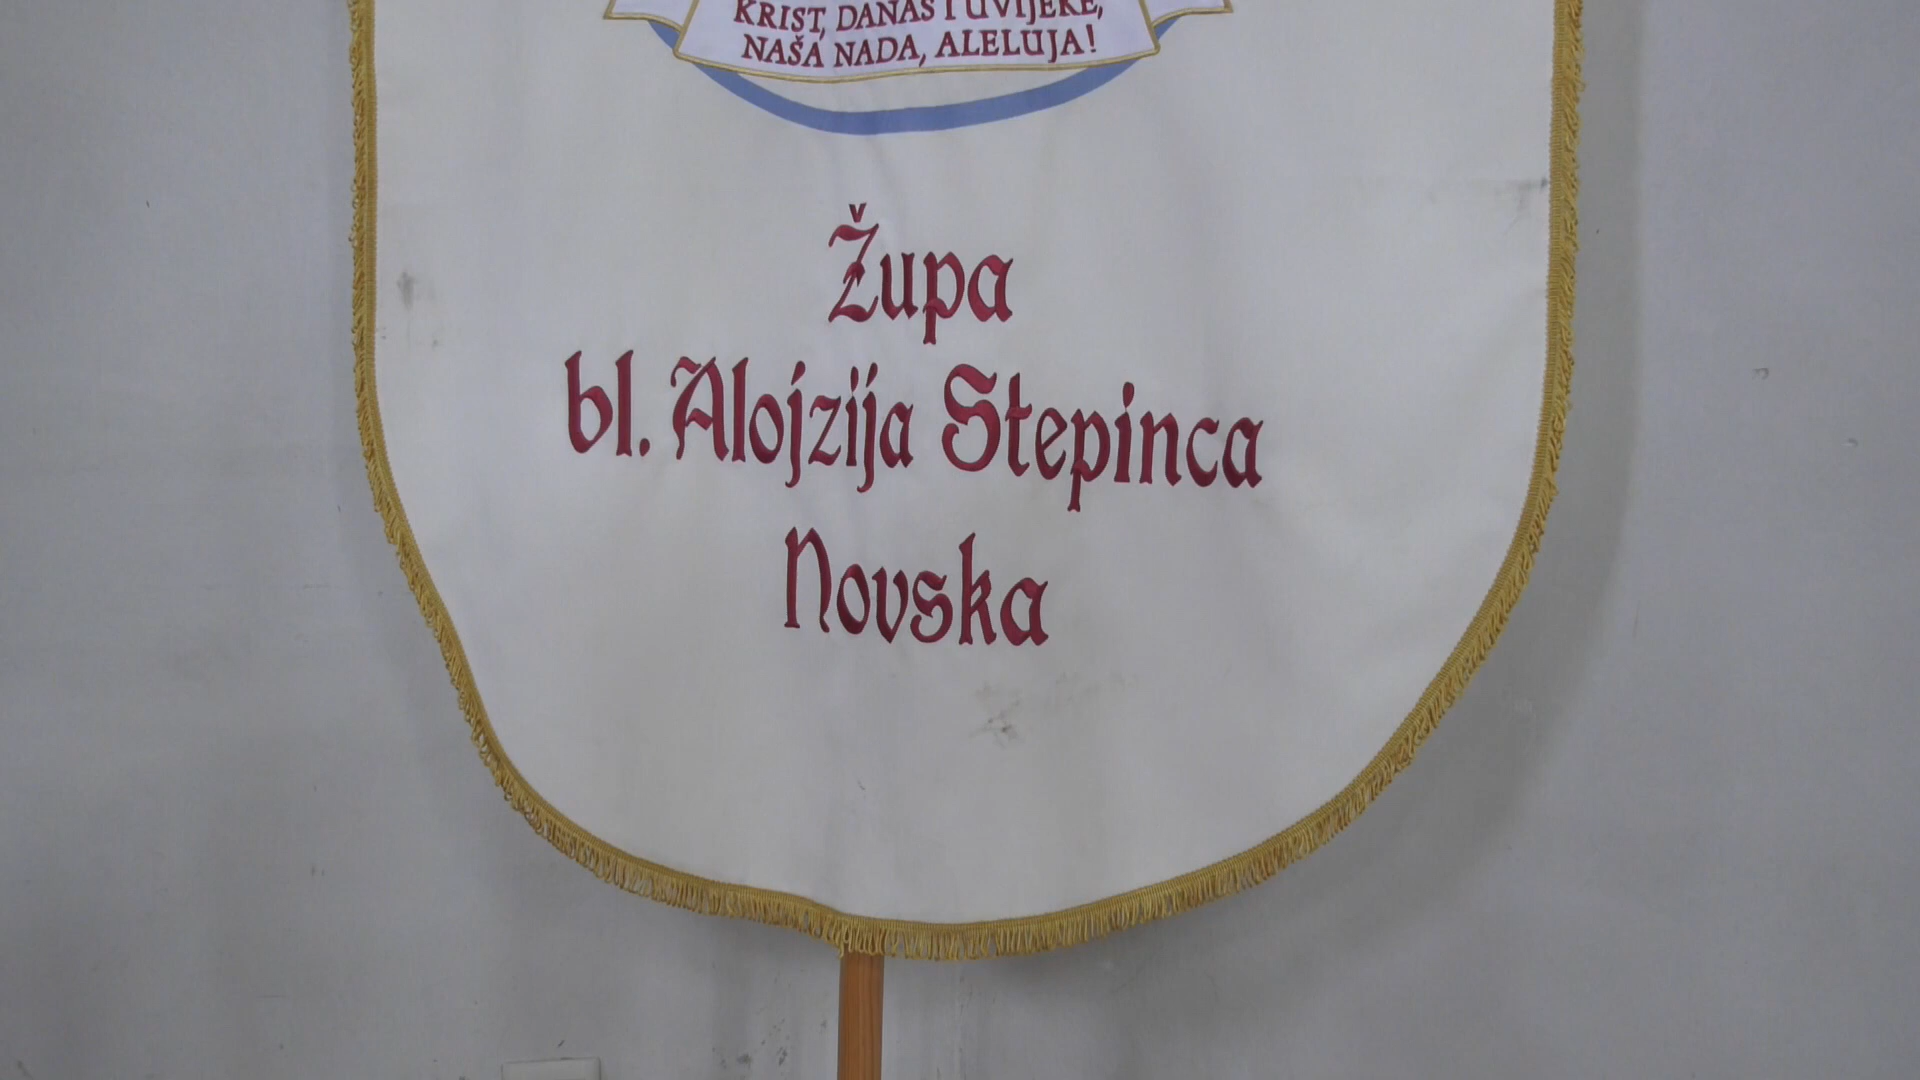 KRIST, DANAS I UVIJEKE,
NAŠA NADA, ALELUJA!
Župa
bl. Alojzija Stepinca
Novska